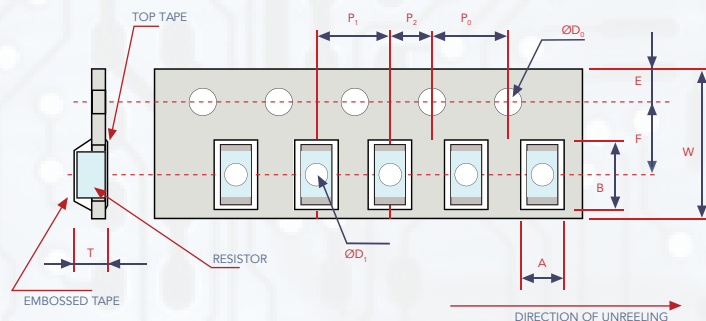 TOP TAPE
P₁
P₂
P₀
ØD₀
E
F
W
B
T
RESISTOR
ØD₁
A
EMBOSSED TAPE
DIRECTION OF UNREELING